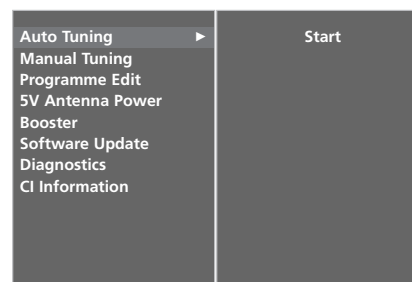 Auto Tuning ►
Start
Manual Tuning
Programme Edit
5V Antenna Power
Booster
Software Update
Diagnostics
CI Information